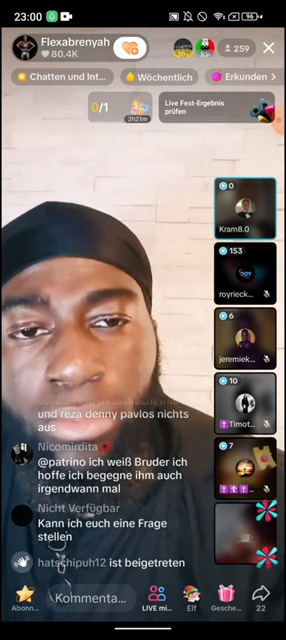 23:00
96
Flexabrenyah
80.4K
30+
259
Chatten und Int...
Wöchentlich
Erkunden
0/1
2h21m
Live Fest-Ergebnis
prüfen
0
Kram8.0
153
royrieck...
6
jeremiek...
10
Timot...
7
und reza denny pavlos nichts
aus
Nicomirdita
@patrino ich weiß Bruder ich
hoffe ich begegne ihm auch
irgendwann mal
Nicht Verfügbar
Kann ich euch eine Frage
stellen
hatschipuh12 ist beigetreten
Abonn...
Kommenta...
LIVE mi...
Elf
Gesche...
22